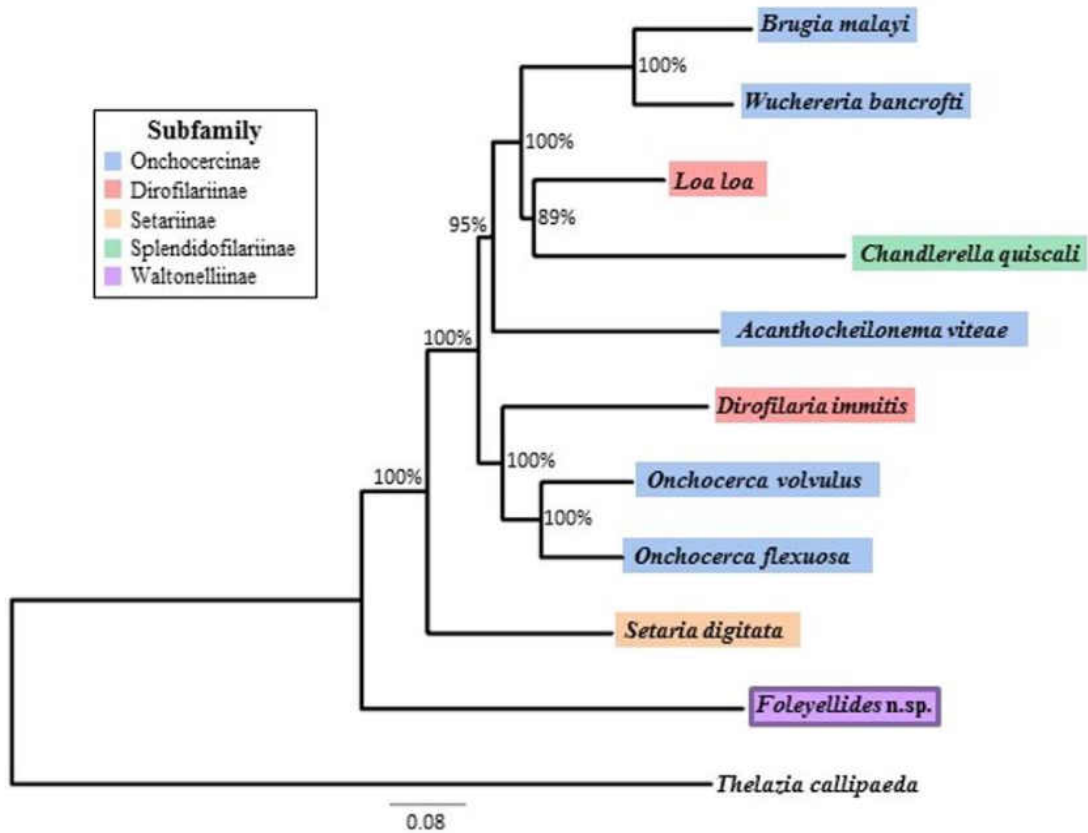 Brugia malayi
100%
Wuchereria bancrofti
Subfamily
Onchocercinae
Dirofilariinae
Setariinae
Splendidofilariinae
Waltonelliinae
100%
Loa loa
95%
89%
Chandlerella quiscali
100%
Acanthocheilonema viteae
Dirofilaria immitis
100%
100%
Onchocerca volvulus
100%
Onchocerca flexuosa
Setaria digitata
Foleyellides n.sp.
Thelazia callipaeda
0.08